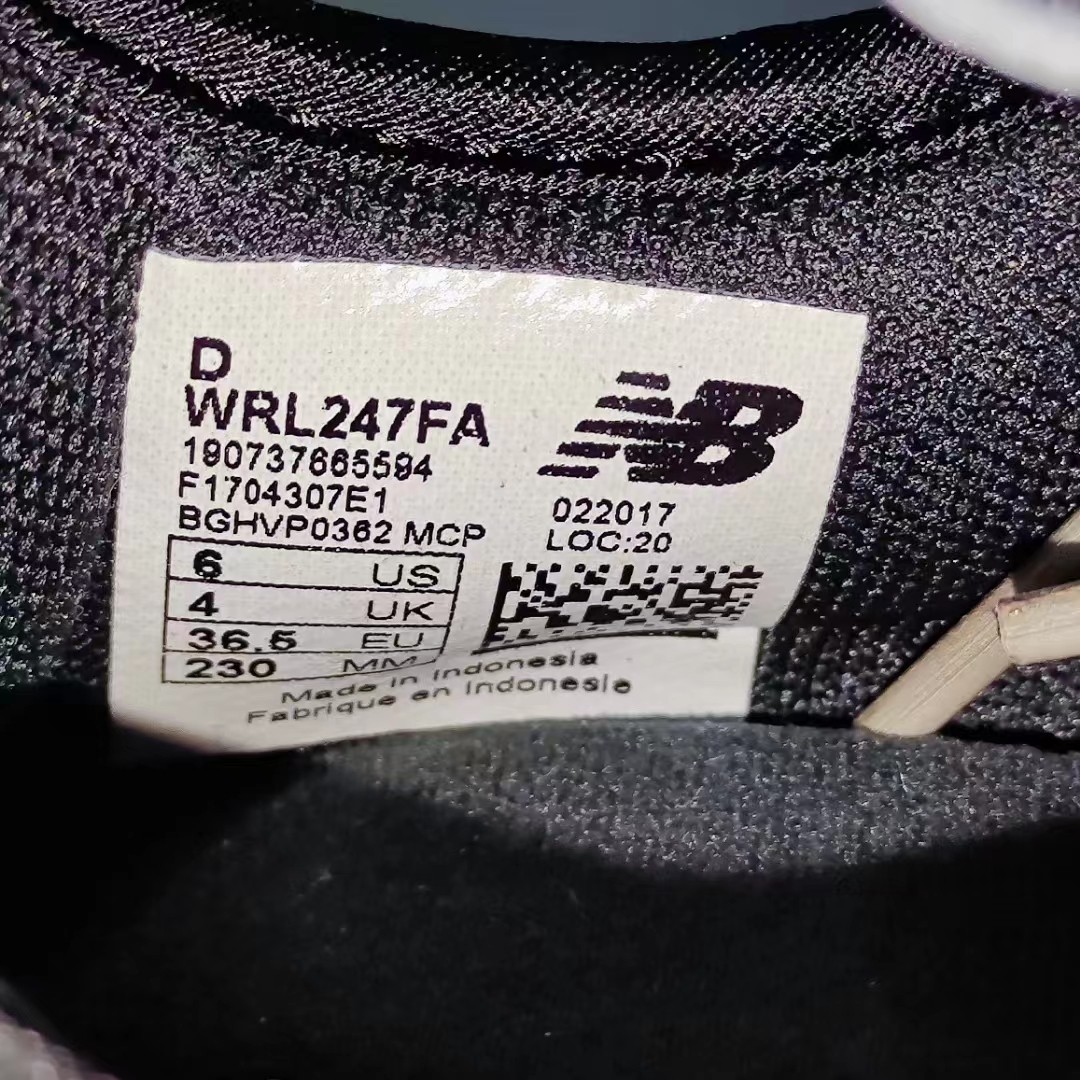 D
WRL247FA
190737665594
F1704307E1
BGHVP0362 MCP
NB
022017
LOC:20
6 US
4 UK
36.5 EU
230 MM
Made in Indonesia
Fabrique en Indonesie